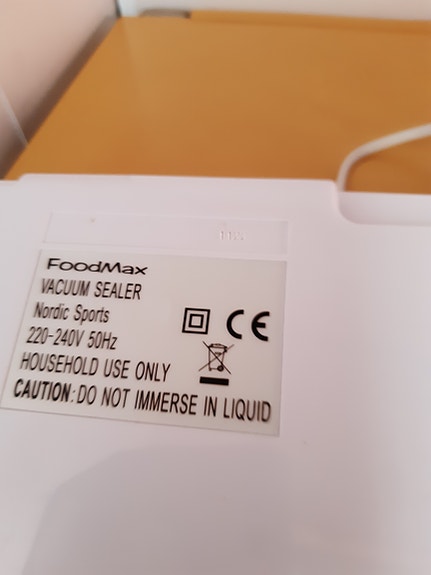 FoodMax
VACUUM SEALER
Nordic Sports
220-240V 50Hz
HOUSEHOLD USE ONLY
CAUTION: DO NOT IMMERSE IN LIQUID
CE